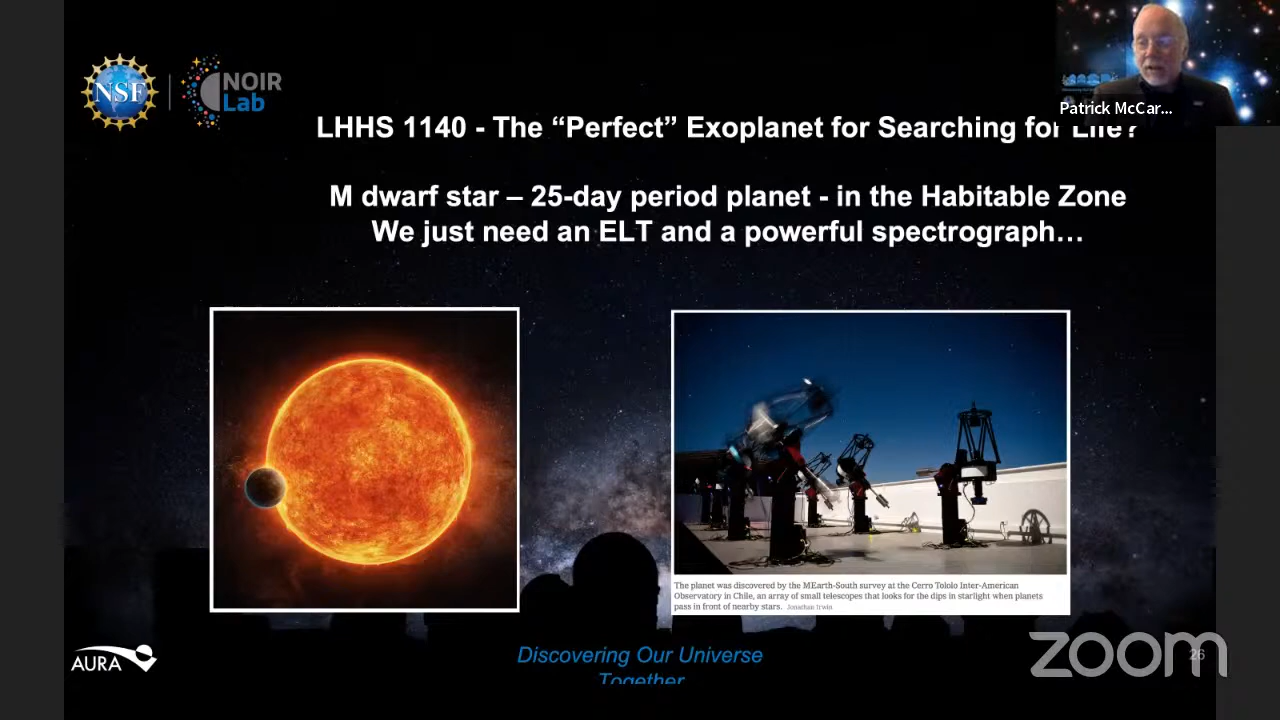 NSF
NOIR
Lab
Patrick McCar...
LHHS 1140 - The “Perfect” Exoplanet for Searching for Life?
M dwarf star – 25-day period planet - in the Habitable Zone
We just need an ELT and a powerful spectrograph…
The planet was discovered by the MEarth-South survey at the Cerro Tololo Inter-American
Observatory in Chile, an array of small telescopes that looks for the dips in starlight when planets
pass in front of nearby stars. Jonathan Irwin
AURA
Discovering Our Universe
Together
26
zoom